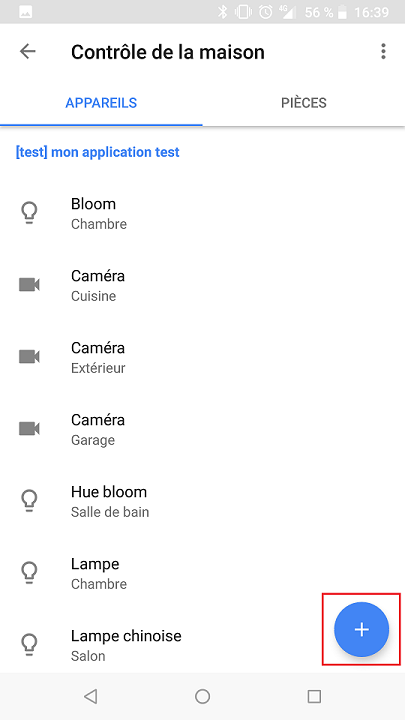 4G 56 % 16:39
Contrôle de la maison
APPAREILS PIÈCES
[test] mon application test
Bloom
Chambre
Caméra
Cuisine
Caméra
Extérieur
Caméra
Garage
Hue bloom
Salle de bain
Lampe
Chambre
Lampe chinoise
Salon